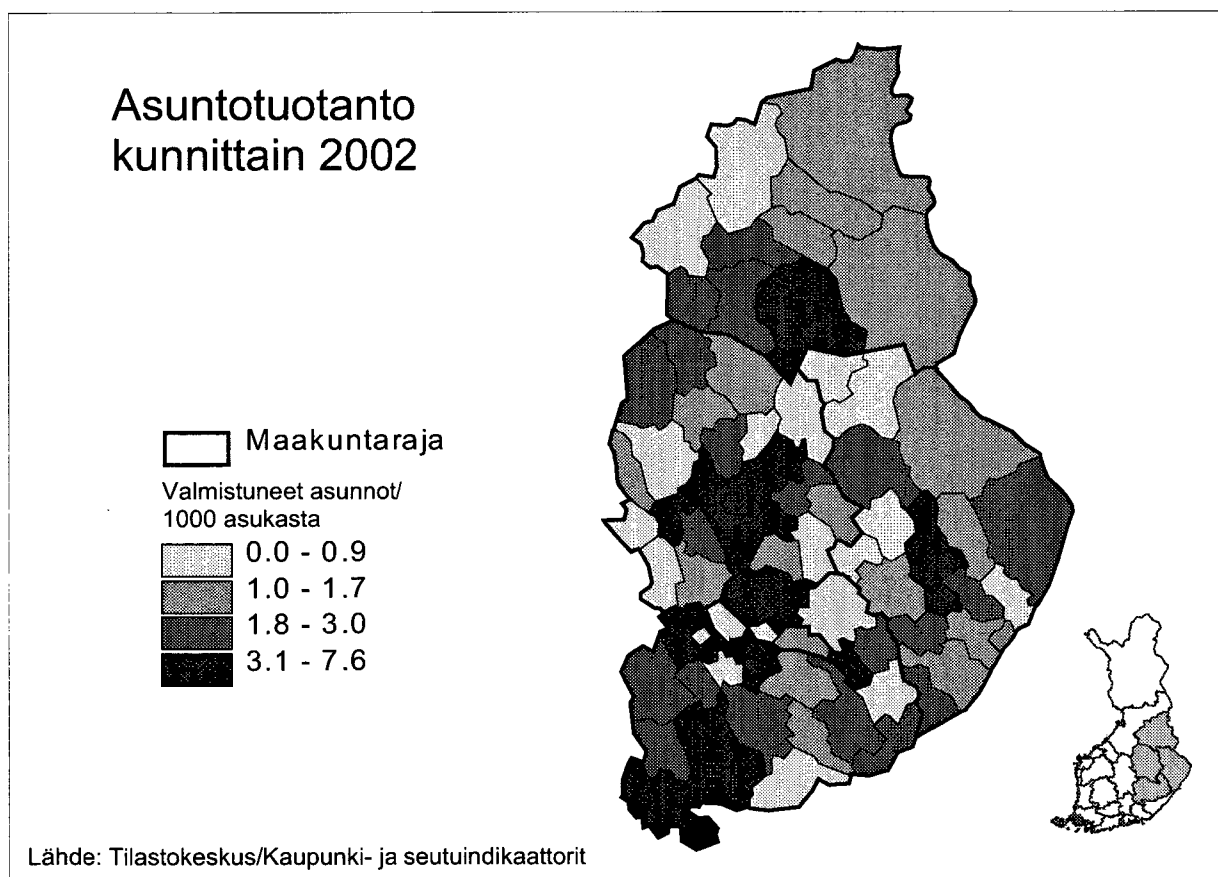 Asuntotuotanto
kunnittain 2002
Maakuntaraja
Valmistuneet asunnot/
1000 asukasta
0.0 - 0.9
1.0 - 1.7
1.8 - 3.0
3.1 - 7.6
Lähde: Tilastokeskus/Kaupunki- ja seutuindikaattorit